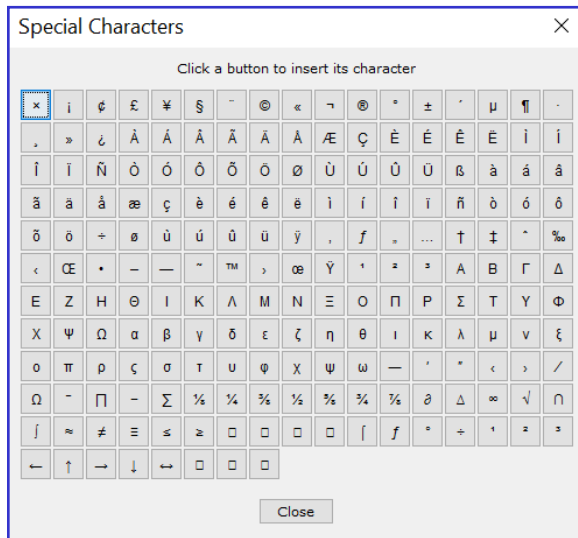 Special Characters ×
Click a button to insert its character
× ¡ ¢ £ ¥ § ¨ © « ¬ ® ° ± ´ µ ¶ ·
¸ » ¿ À Á Â Ã Ä Å Æ Ç È É Ê Ë Ì Í
Î Ï Ñ Ò Ó Ô Õ Ö Ø Ù Ú Û Ü ß à á â
ã ä å æ ç è é ê ë ì í î ï ñ ò ó ô
õ ö ÷ ø ù ú û ü ÿ ‚ ƒ „ … † ‡ ˆ ‰
‹ Œ • – — ˜ ™ › œ Ÿ ¹ ² ³ Α Β Γ Δ
Ε Ζ Η Θ Ι Κ Λ Μ Ν Ξ Ο Π Ρ Σ Τ Υ Φ
Χ Ψ Ω α β γ δ ε ζ η θ ι κ λ μ ν ξ
ο π ρ ς σ τ υ φ χ ψ ω ― ′ ″ ‹ › ⁄
Ω ¯ ∏ − ∑ ⅛ ¼ ⅜ ½ ⅝ ¾ ⅞ ∂ ∆ ∞ √ ∩
∫ ≈ ≠ ≡ ≤ ≥ □ □ □ □ ⌠ ƒ ° ÷ ¹ ² ³
← ↑ → ↓ ↔ □ □ □
Close